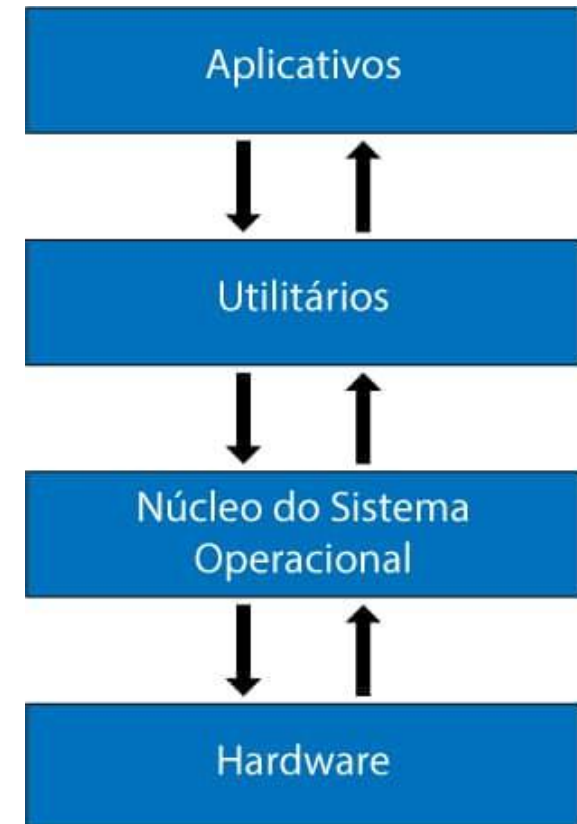 Aplicativos
Utilitários
Núcleo do Sistema
Operacional
Hardware